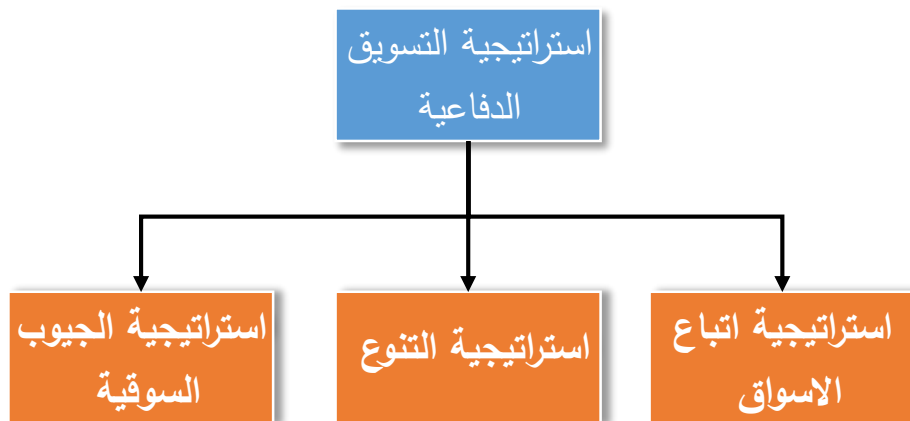 استراتيجية التسويق
الدفاعية
استراتيجية اتباع
الاسواق
استراتيجية التنوع
استراتيجية الجيوب
السوقية